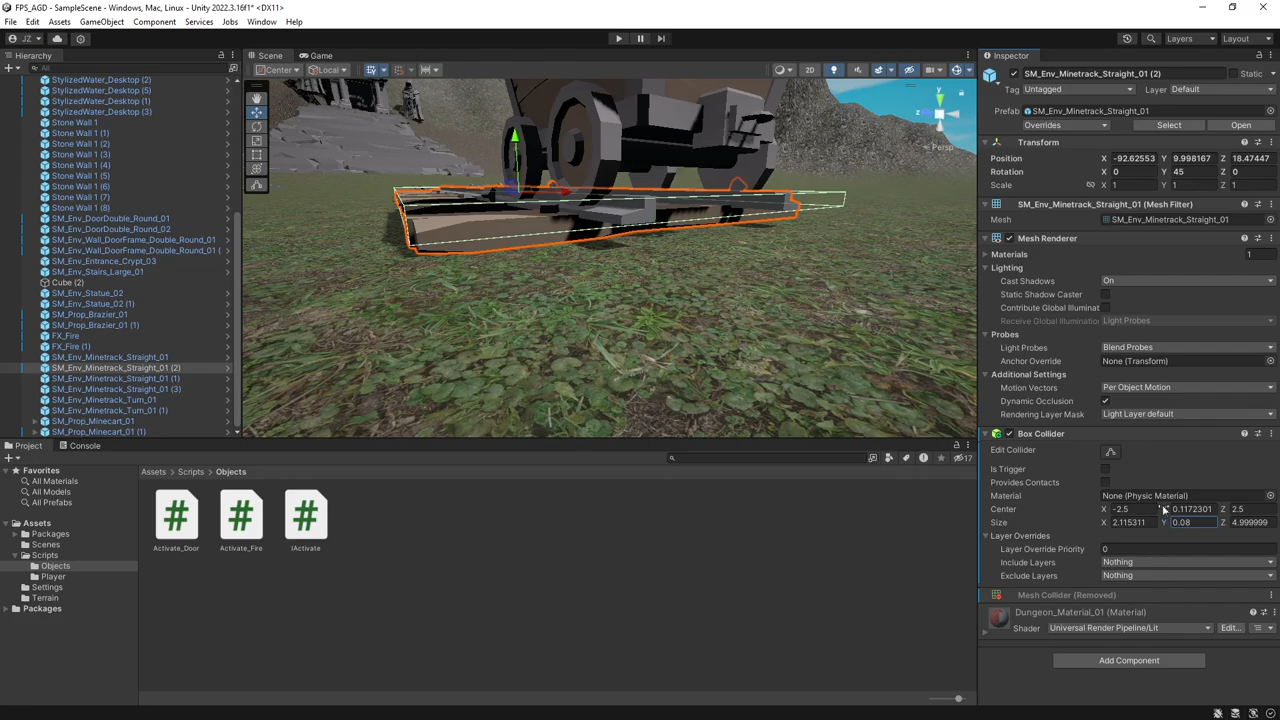 FPS_AGD - SampleScene - Windows, Mac, Linux - Unity 2022.3.16f1* <DX11>
File Edit Assets GameObject Component Services Jobs Window Help
JZ
Layers
Layout
Hierarchy
All
StylizedWater_Desktop (2)
StylizedWater_Desktop (5)
StylizedWater_Desktop (1)
StylizedWater_Desktop (3)
Stone Wall 1
Stone Wall 1 (1)
Stone Wall 1 (2)
Stone Wall 1 (3)
Stone Wall 1 (4)
Stone Wall 1 (5)
Stone Wall 1 (6)
Stone Wall 1 (7)
Stone Wall 1 (8)
SM_Env_DoorDouble_Round_01
SM_Env_DoorDouble_Round_02
SM_Env_Wall_DoorFrame_Double_Round_01
SM_Env_Wall_DoorFrame_Double_Round_01 (
SM_Env_Entrance_Crypt_03
SM_Env_Stairs_Large_01
Cube (2)
SM_Env_Statue_02
SM_Env_Statue_02 (1)
SM_Prop_Brazier_01
SM_Prop_Brazier_01 (1)
FX_Fire
FX_Fire (1)
SM_Env_Minetrack_Straight_01
SM_Env_Minetrack_Straight_01 (2)
SM_Env_Minetrack_Straight_01 (1)
SM_Env_Minetrack_Straight_01 (3)
SM_Env_Minetrack_Turn_01
SM_Env_Minetrack_Turn_01 (1)
SM_Prop_Minecart_01
SM_Prop_Minecart_01 (1)
Scene
Game
Center
Local
2D
y
z
Persp
Inspector
SM_Env_Minetrack_Straight_01 (2)
Static
Tag Untagged Layer Default
Prefab SM_Env_Minetrack_Straight_01
Overrides Select Open
Transform
Position X -92.62553 Y 9.998167 Z 18.47447
Rotation X 0 Y 45 Z 0
Scale X 1 Y 1 Z 1
SM_Env_Minetrack_Straight_01 (Mesh Filter)
Mesh SM_Env_Minetrack_Straight_01
Mesh Renderer
Materials 1
Lighting
Cast Shadows On
Static Shadow Caster
Contribute Global Illuminat
Receive Global Illumination Light Probes
Probes
Light Probes Blend Probes
Anchor Override None (Transform)
Additional Settings
Motion Vectors Per Object Motion
Dynamic Occlusion
Rendering Layer Mask Light Layer default
Box Collider
Edit Collider
Is Trigger
Provides Contacts
Material None (Physic Material)
Center X -2.5 0.1172301 Z 2.5
Size X 2.115311 Y 0.08 Z 4.999999
Layer Overrides
Layer Override Priority 0
Include Layers Nothing
Exclude Layers Nothing
Mesh Collider (Removed)
Dungeon_Material_01 (Material)
Shader Universal Render Pipeline/Lit Edit...
Add Component
Project
Console
17
Favorites
All Materials
All Models
All Prefabs
Assets
Packages
Scenes
Scripts
Objects
Player
Settings
Terrain
Packages
Assets Scripts Objects
Activate_Door Activate_Fire IActivate